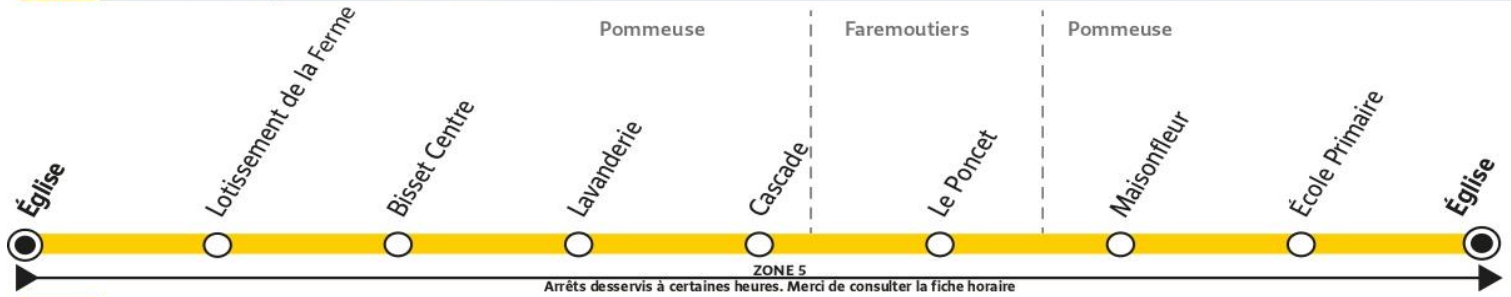 Pommeuse
Faremoutiers
Pommeuse
Église
Lotissement de la Ferme
Bisset Centre
Lavanderie
Cascade
Le Poncet
Maisonfleur
École Primaire
Église
ZONE 5
Arrêts desservis à certaines heures. Merci de consulter la fiche horaire